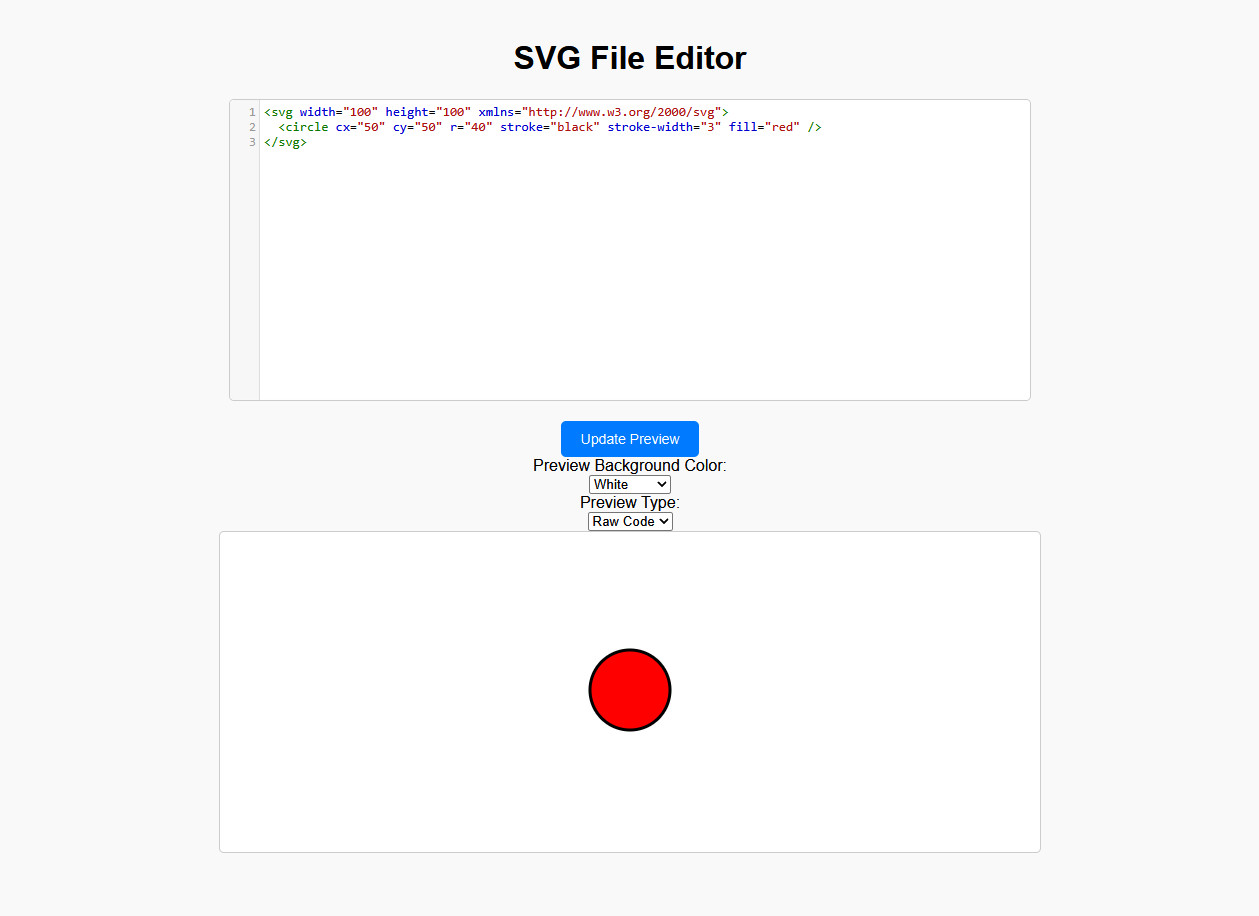 SVG File Editor
1 <svg width="100" height="100" xmlns="http://www.w3.org/2000/svg">
2   <circle cx="50" cy="50" r="40" stroke="black" stroke-width="3" fill="red" />
3 </svg>
Update Preview
Preview Background Color:
White
Preview Type:
Raw Code